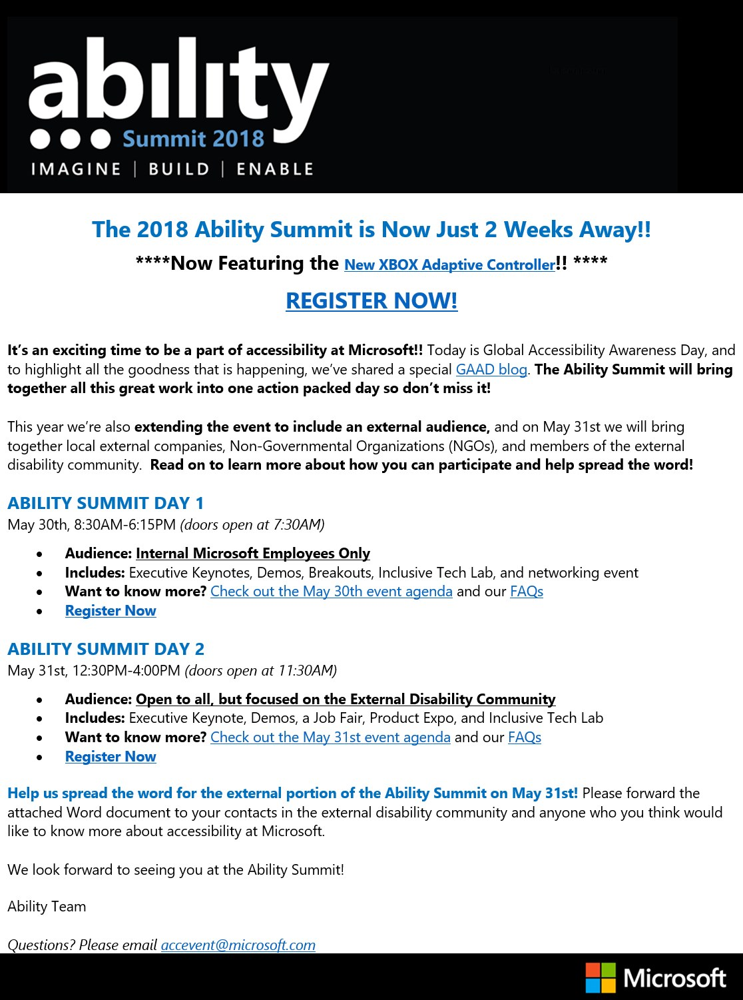 ability
Summit 2018
IMAGINE | BUILD | ENABLE
The 2018 Ability Summit is Now Just 2 Weeks Away!!
****Now Featuring the New XBOX Adaptive Controller!! ****
REGISTER NOW!
It’s an exciting time to be a part of accessibility at Microsoft!! Today is Global Accessibility Awareness Day, and
to highlight all the goodness that is happening, we’ve shared a special GAAD blog. The Ability Summit will bring
together all this great work into one action packed day so don’t miss it!
This year we’re also extending the event to include an external audience, and on May 31st we will bring
together local external companies, Non-Governmental Organizations (NGOs), and members of the external
disability community.  Read on to learn more about how you can participate and help spread the word!
ABILITY SUMMIT DAY 1
May 30th, 8:30AM-6:15PM (doors open at 7:30AM)
• Audience: Internal Microsoft Employees Only
• Includes: Executive Keynotes, Demos, Breakouts, Inclusive Tech Lab, and networking event
• Want to know more? Check out the May 30th event agenda and our FAQs
• Register Now
ABILITY SUMMIT DAY 2
May 31st, 12:30PM-4:00PM (doors open at 11:30AM)
• Audience: Open to all, but focused on the External Disability Community
• Includes: Executive Keynote, Demos, a Job Fair, Product Expo, and Inclusive Tech Lab
• Want to know more? Check out the May 31st event agenda and our FAQs
• Register Now
Help us spread the word for the external portion of the Ability Summit on May 31st! Please forward the
attached Word document to your contacts in the external disability community and anyone who you think would
like to know more about accessibility at Microsoft.
We look forward to seeing you at the Ability Summit!
Ability Team
Questions? Please email accevent@microsoft.com
Microsoft